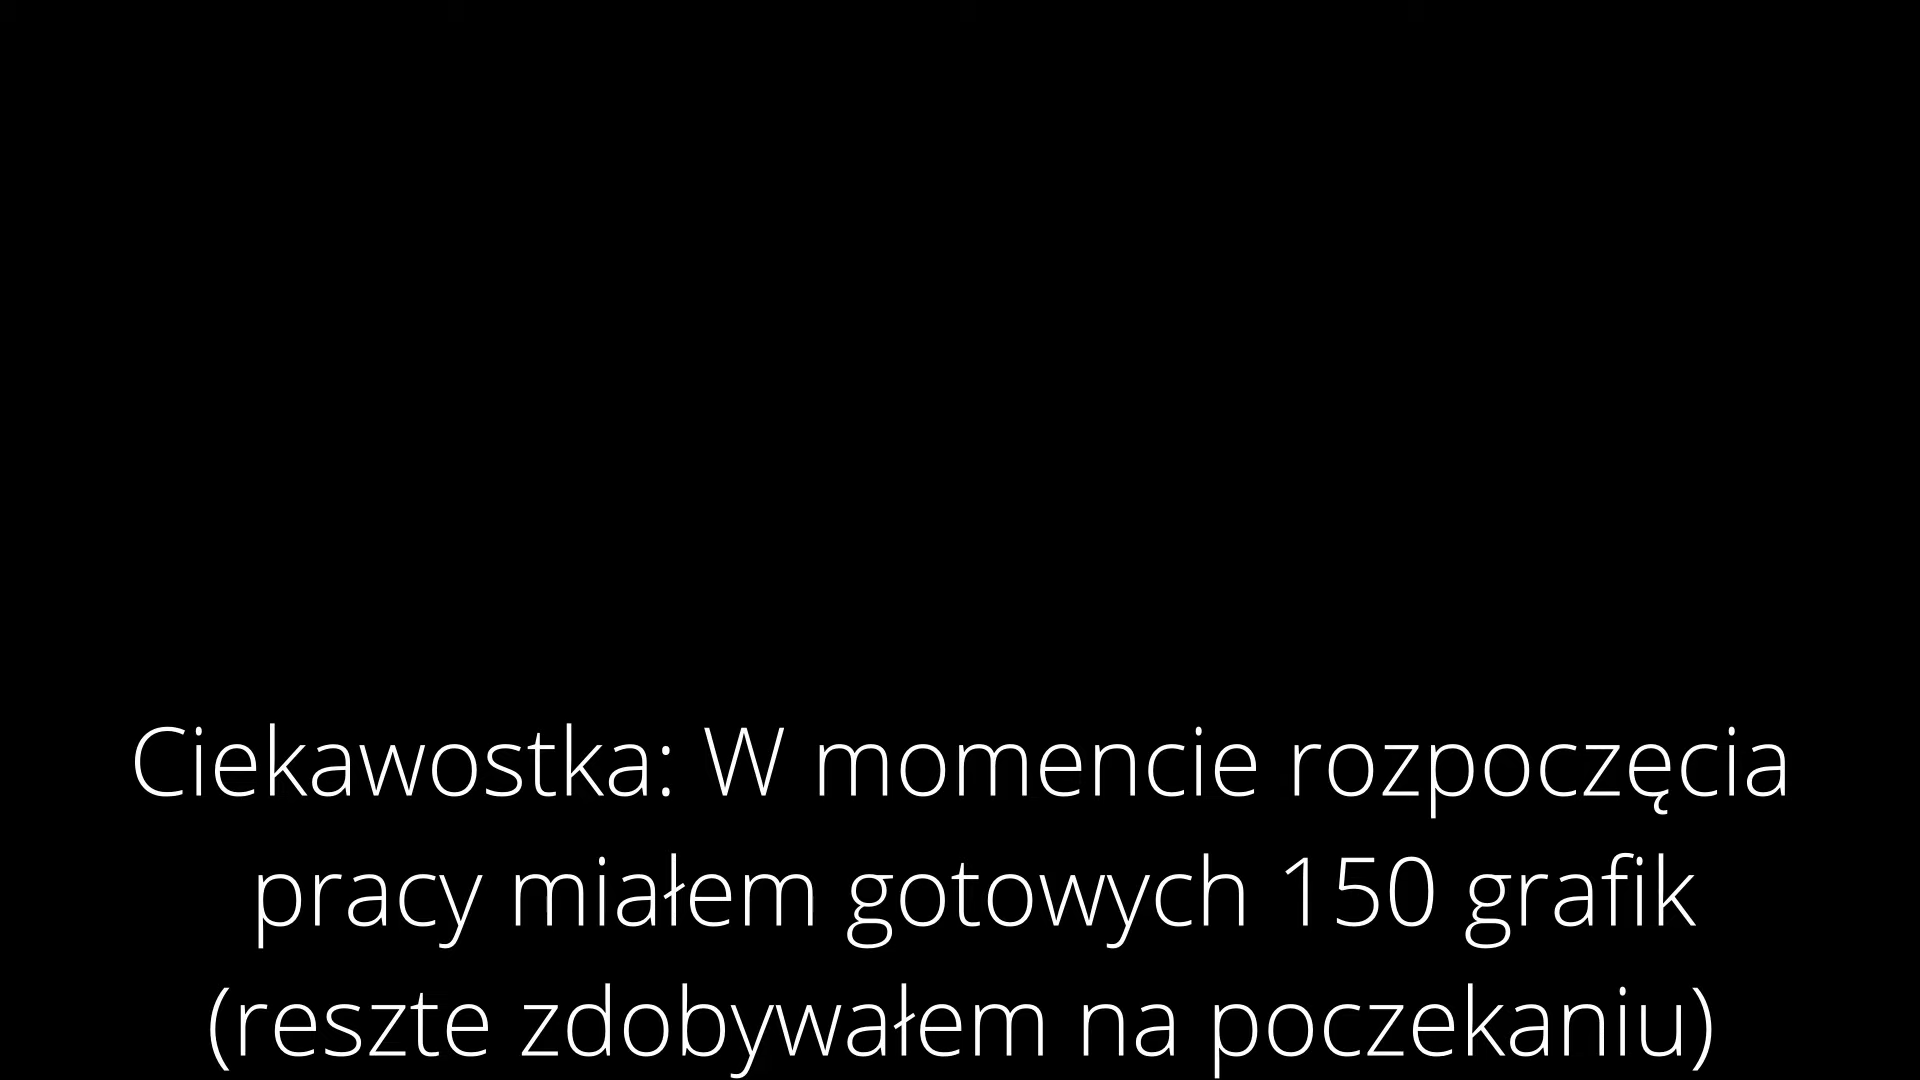 Ciekawostka: W momencie rozpoczęcia
pracy miałem gotowych 150 grafik
(reszte zdobywałem na poczekaniu)